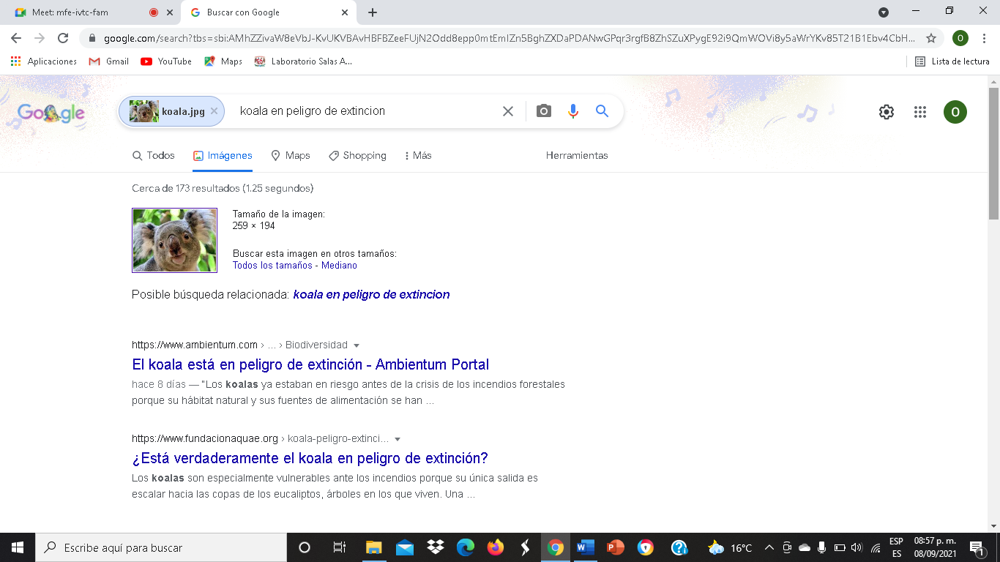 Meet: mfe-ivtc-fam
Buscar con Google
Aplicaciones
Gmail
YouTube
Maps
Laboratorio Salas A...
Lista de lectura
Google
koala.jpg
koala en peligro de extincion
O
Todos
Imágenes
Maps
Shopping
Más
Herramientas
Cerca de 173 resultados (1.25 segundos)
Tamaño de la imagen:
259 × 194
Buscar esta imagen en otros tamaños:
Todos los tamaños - Mediano
Posible búsqueda relacionada: koala en peligro de extincion
https://www.ambientum.com › ... › Biodiversidad
El koala está en peligro de extinción - Ambientum Portal
hace 8 días — "Los koalas ya estaban en riesgo antes de la crisis de los incendios forestales
porque su hábitat natural y sus fuentes de alimentación se han ...
https://www.fundacionaquae.org › koala-peligro-extinci...
¿Está verdaderamente el koala en peligro de extinción?
Los koalas son especialmente vulnerables ante los incendios porque su única salida es
escalar hacia las copas de los eucaliptos, árboles en los que viven. Una ...
Escribe aquí para buscar
16°C
ESP
ES
08:57 p. m.
08/09/2021
1